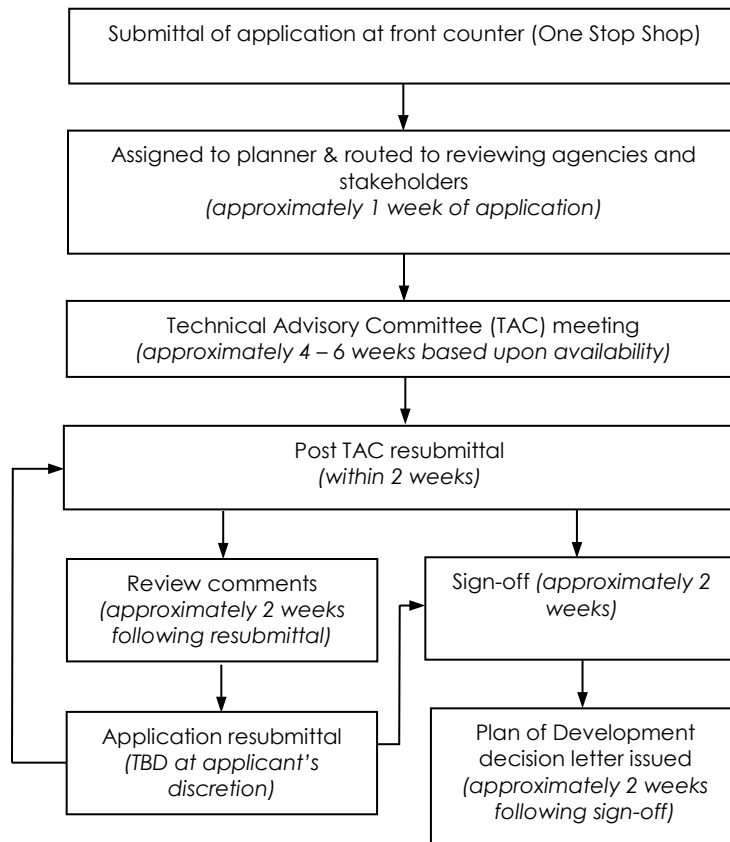 Submittal of application at front counter (One Stop Shop)
Assigned to planner & routed to reviewing agencies and
stakeholders
(approximately 1 week of application)
Technical Advisory Committee (TAC) meeting
(approximately 4 – 6 weeks based upon availability)
Post TAC resubmittal
(within 2 weeks)
Review comments
(approximately 2 weeks
following resubmittal)
Sign-off (approximately 2
weeks)
Application resubmittal
(TBD at applicant's
discretion)
Plan of Development
decision letter issued
(approximately 2 weeks
following sign-off)